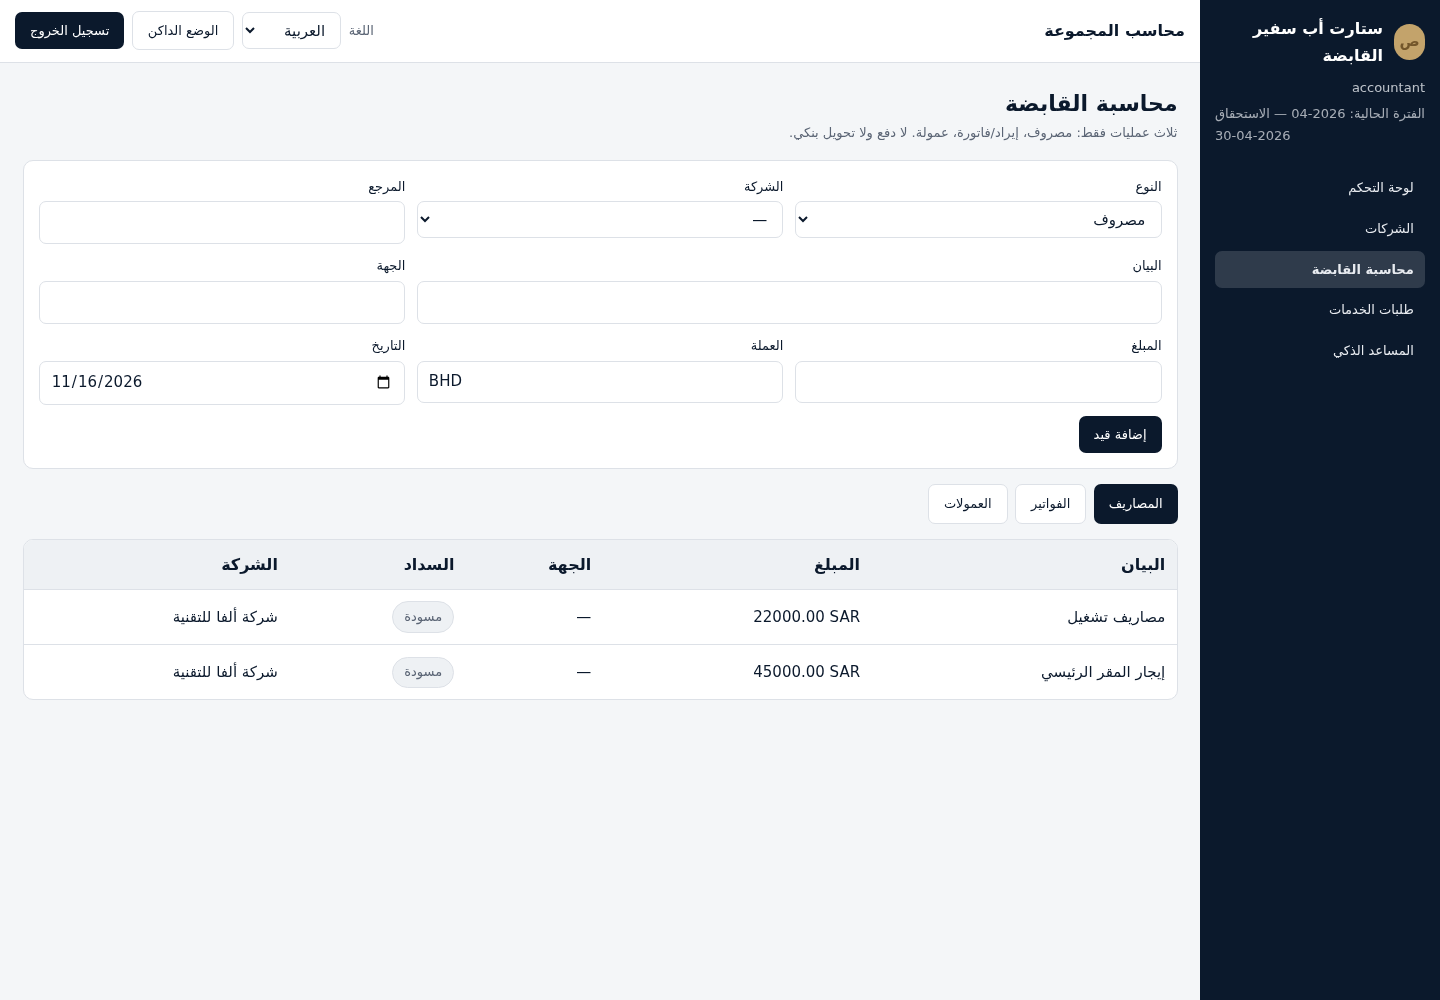 ص
ستارت أب سفير
القابضة
accountant
الفترة الحالية: 2026-04 — الاستحقاق
2026-04-30
لوحة التحكم
الشركات
محاسبة القابضة
طلبات الخدمات
المساعد الذكي
محاسب المجموعة
اللغة
العربية
الوضع الداكن
تسجيل الخروج
محاسبة القابضة
ثلاث عمليات فقط: مصروف، إيراد/فاتورة، عمولة. لا دفع ولا تحويل بنكي.
النوع
الشركة
المرجع
مصروف
—
البيان
الجهة
المبلغ
العملة
التاريخ
BHD
11/16/2026
إضافة قيد
المصاريف
الفواتير
العمولات
البيان المبلغ الجهة السداد الشركة
مصاريف تشغيل 22000.00 SAR — مسودة شركة ألفا للتقنية
إيجار المقر الرئيسي 45000.00 SAR — مسودة شركة ألفا للتقنية